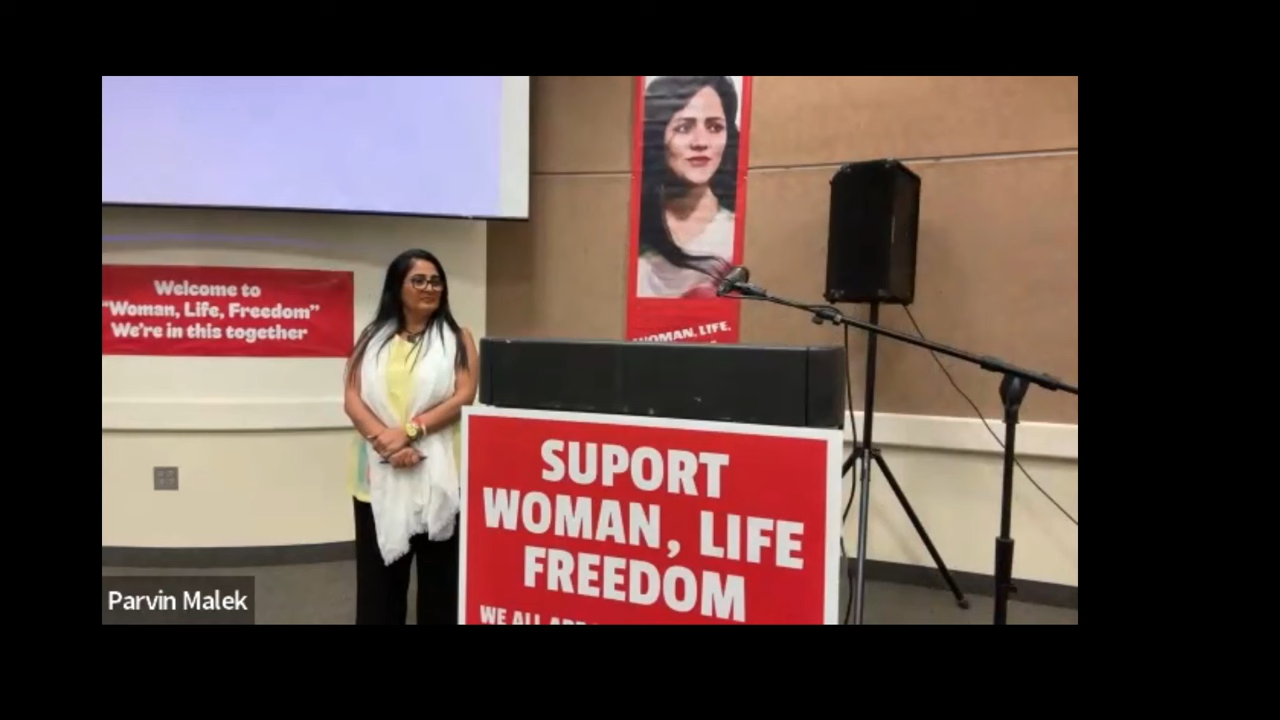 Welcome to
"Woman, Life, Freedom"
We're in this together
WOMAN, LIFE,
SUPORT
WOMAN, LIFE
FREEDOM
WE ALL
Parvin Malek